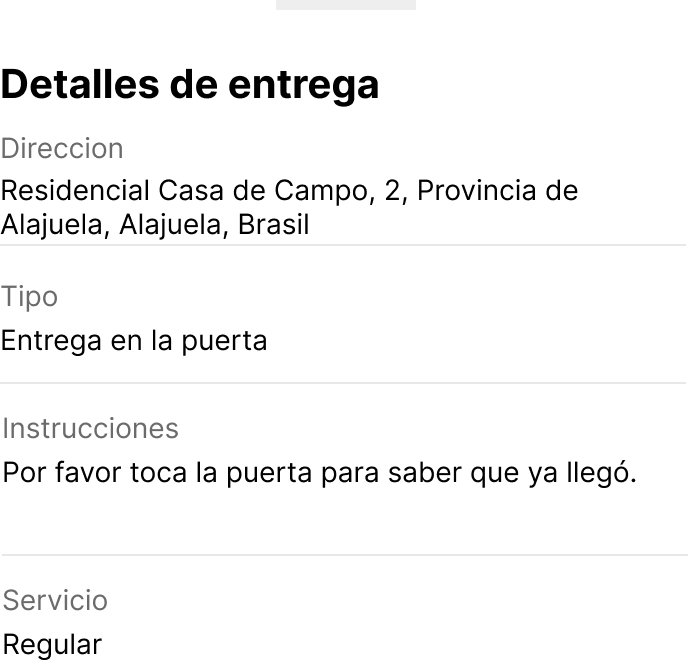 Detalles de entrega
Direccion
Residencial Casa de Campo, 2, Provincia de
Alajuela, Alajuela, Brasil
Tipo
Entrega en la puerta
Instrucciones
Por favor toca la puerta para saber que ya llegó.
Servicio
Regular